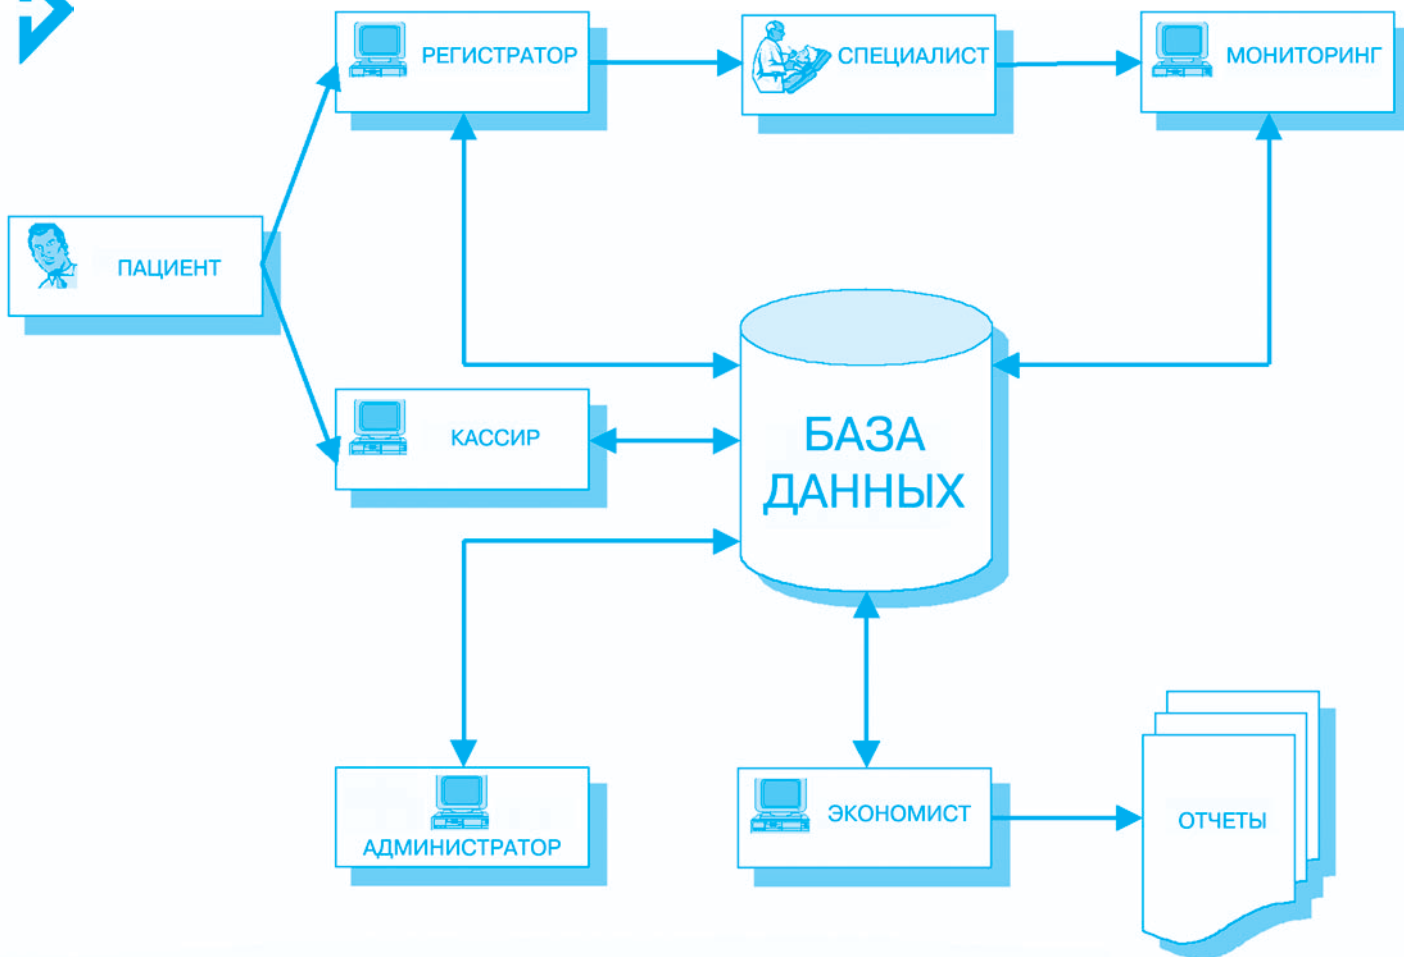 РЕГИСТРАТОР
СПЕЦИАЛИСТ
МОНИТОРИНГ
ПАЦИЕНТ
КАССИР
БАЗА
ДАННЫХ
АДМИНИСТРАТОР
ЭКОНОМИСТ
ОТЧЕТЫ